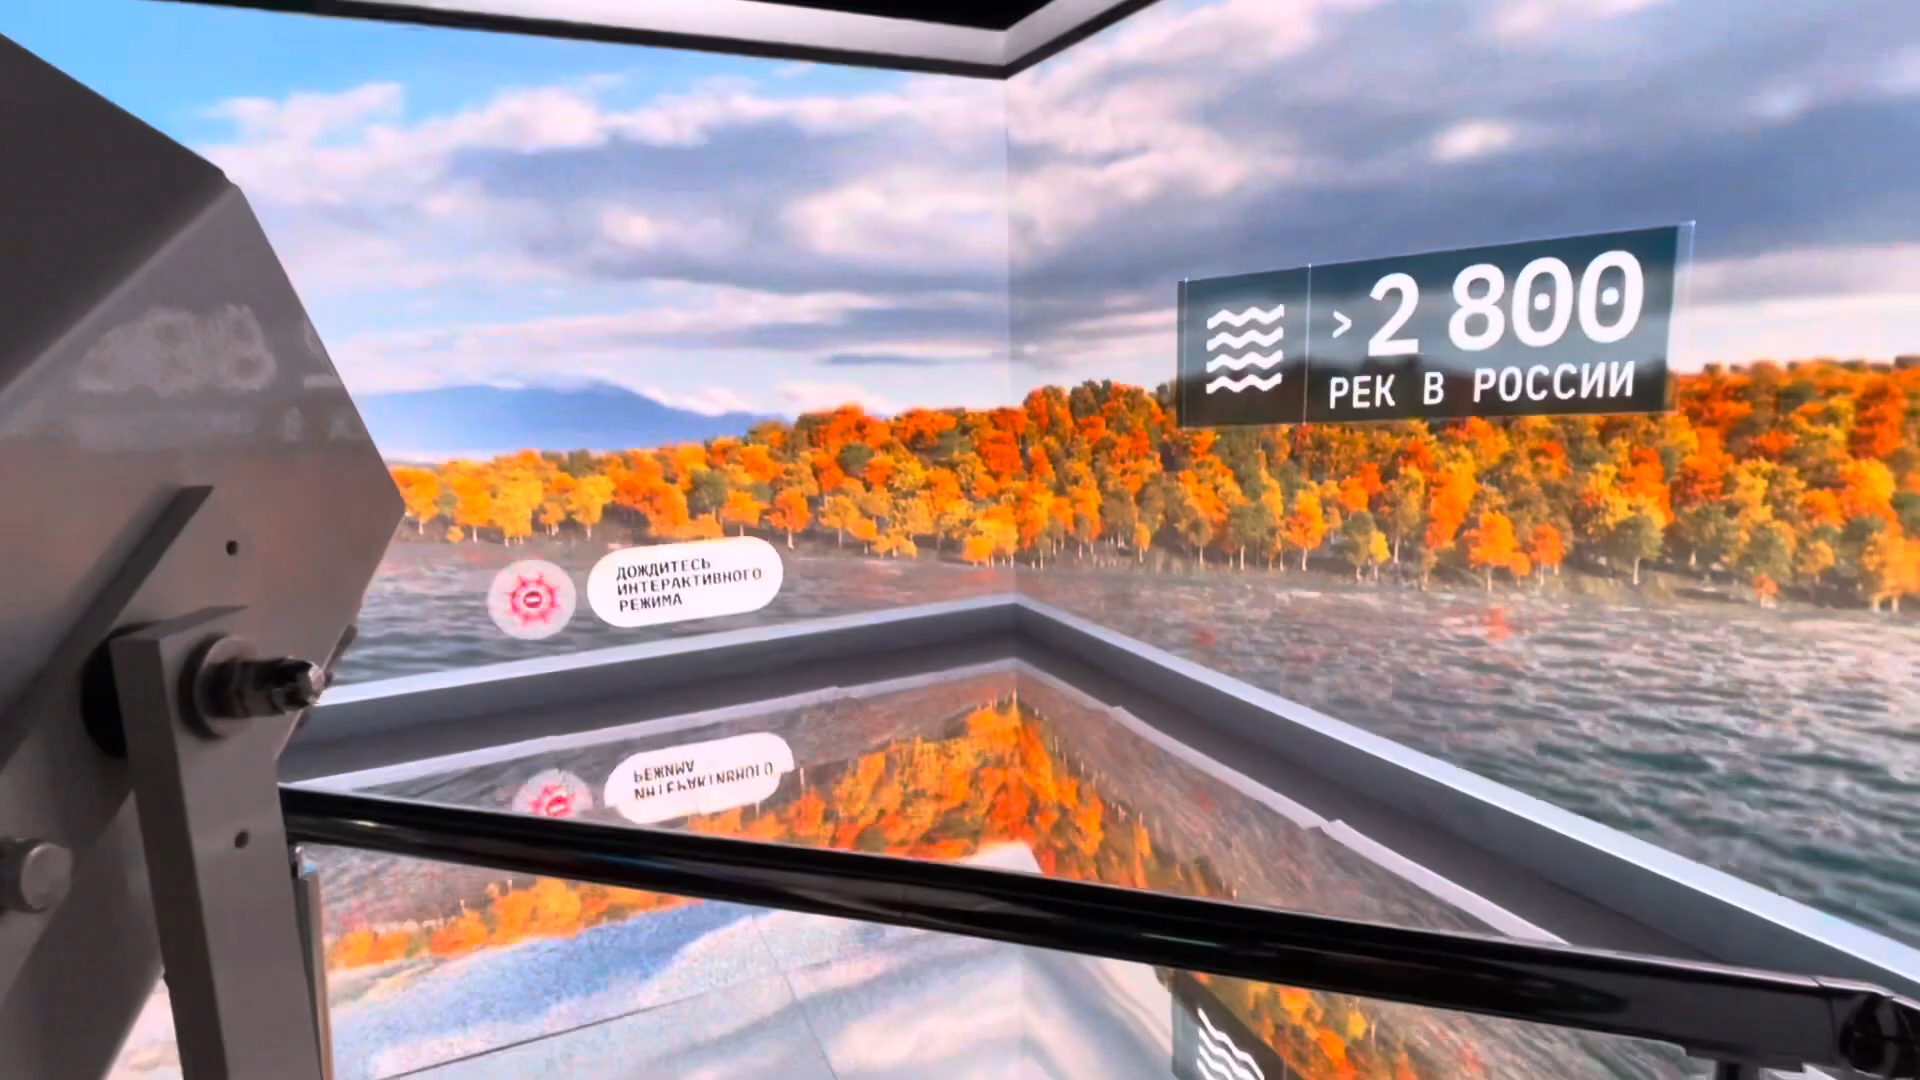 > 2 800
РЕК В РОССИИ
ДОЖДИТЕСЬ
ИНТЕРАКТИВНОГО
РЕЖИМА